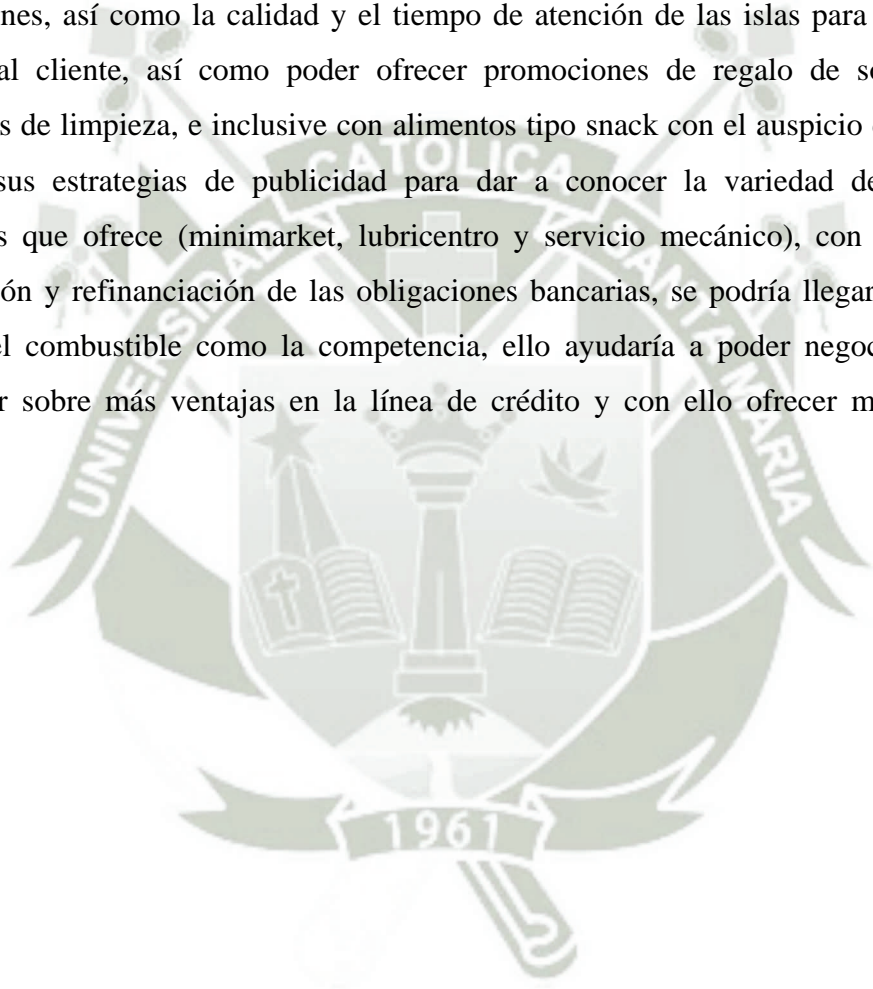 nes, así como la calidad y el tiempo de atención de las islas para
al cliente, así como poder ofrecer promociones de regalo de
s de limpieza, e inclusive con alimentos tipo snack con el auspicio
sus estrategias de publicidad para dar a conocer la variedad de
s que ofrece (minimarket, lubricentro y servicio mecánico), con
ón y refinanciación de las obligaciones bancarias, se podría llegar
el combustible como la competencia, ello ayudaría a poder
r sobre más ventajas en la línea de crédito y con ello ofrecer
UNIVERSIDAD CATOLICA SANTA MARIA
1961